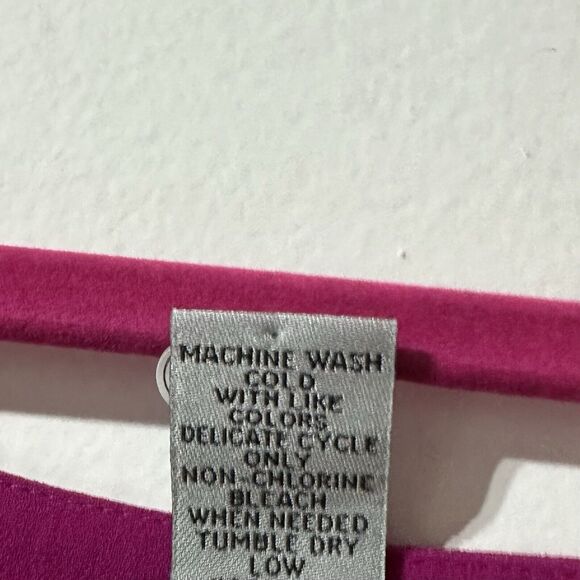 MACHINE WASH
COLD
WITH LIKE
COLORS
DELICATE CYCLE
ONLY
NON-CHLORINE
BLEACH
WHEN NEEDED
TUMBLE DRY
LOW